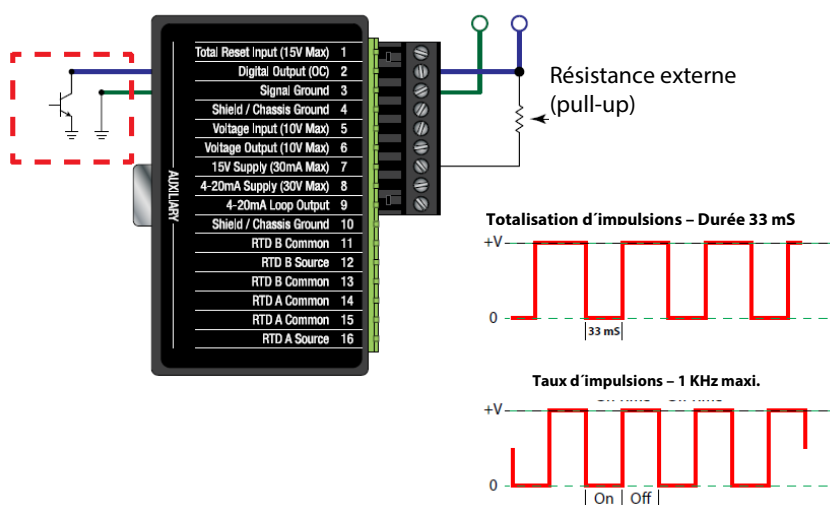 Total Reset Input (15V Max) 1
Digital Output (OC) 2
Signal Ground 3
Shield / Chassis Ground 4
Voltage Input (10V Max) 5
Voltage Output (10V Max) 6
15V Supply (30mA Max) 7
4-20mA Supply (30V Max) 8
4-20mA Loop Output 9
Shield / Chassis Ground 10
RTD B Common 11
RTD B Source 12
RTD B Common 13
RTD A Common 14
RTD A Common 15
RTD A Source 16
AUXILIARY
Résistance externe
(pull-up)
Totalisation d´impulsions – Durée 33 mS
+V
0
33 mS
Taux d´impulsions – 1 KHz maxi.
+V
0
On Off